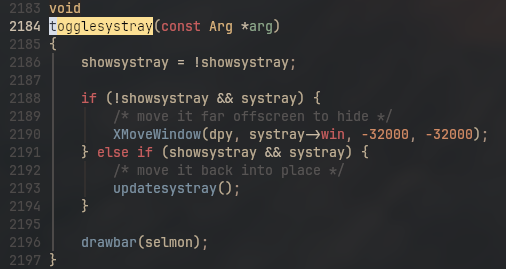 2183 void
2184 togglesystray(const Arg *arg)
2185 {
2186     showsystray = !showsystray;
2187
2188     if (!showsystray && systray) {
2189         /* move it far offscreen to hide */
2190         XMoveWindow(dpy, systray->win, -32000, -32000);
2191     } else if (showsystray && systray) {
2192         /* move it back into place */
2193         updatesystray();
2194     }
2195
2196     drawbar(selmon);
2197 }